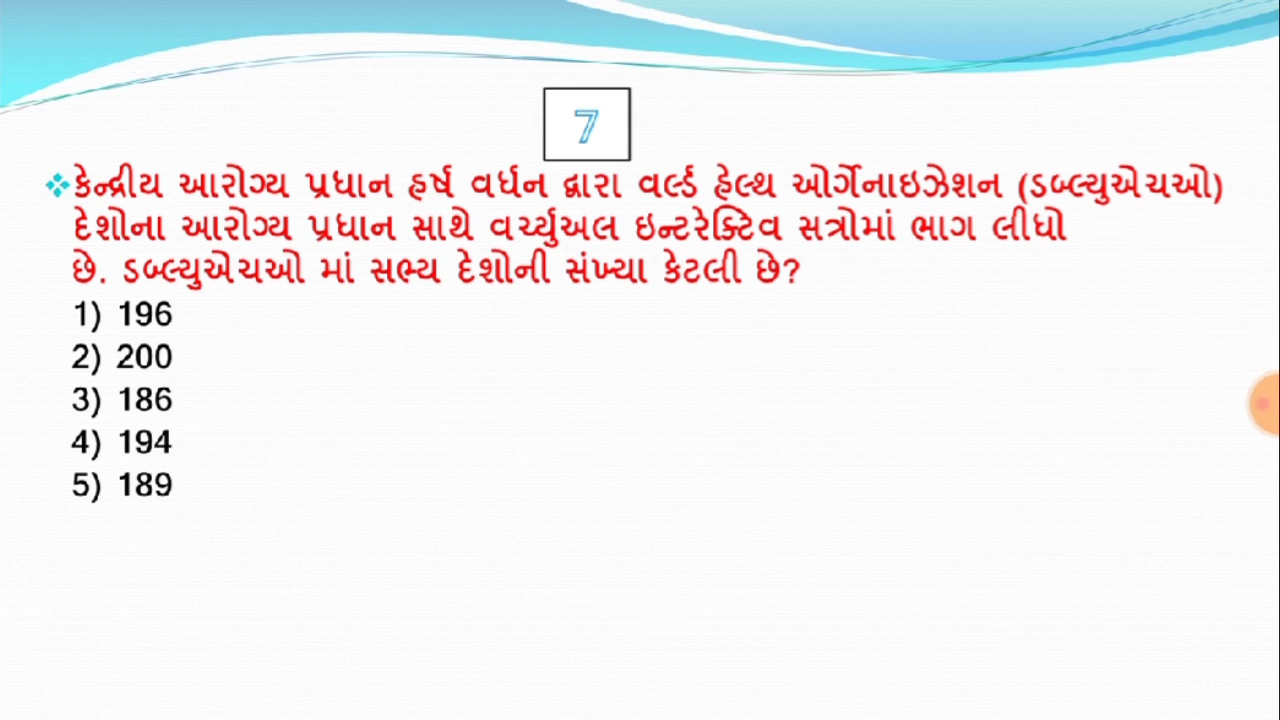 7
કેન્દ્રીય આરોગ્ય પ્રધાન હર્ષ વર્ધન દ્વારા વર્લ્ડ હેલ્થ ઓર્ગેનાઇઝેશન (ડબ્લ્યુએચઓ)
દેશોના આરોગ્ય પ્રધાન સાથે વર્ચ્યુઅલ ઇન્ટરેક્ટિવ સત્રોમાં ભાગ લીધો
છે. ડબ્લ્યુએચઓ માં સભ્ય દેશોની સંખ્યા કેટલી છે?
1) 196
2) 200
3) 186
4) 194
5) 189